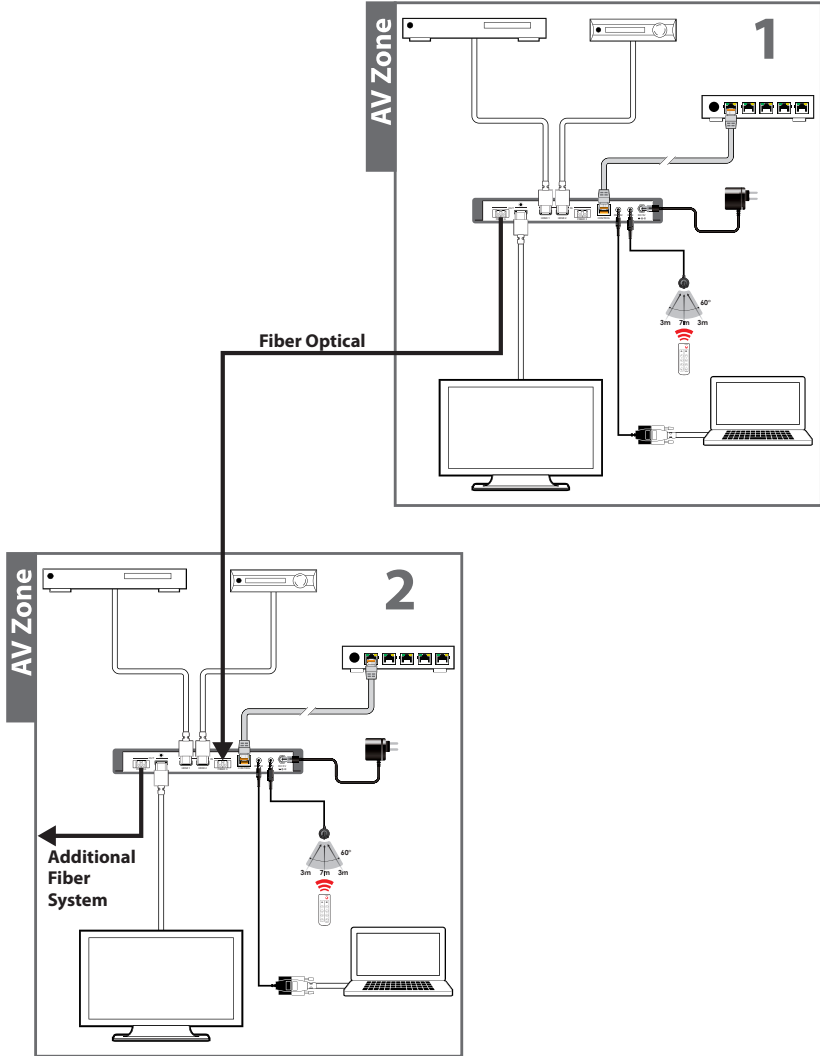 AV Zone
1
60°
3m 7m 3m
Fiber Optical
AV Zone
2
60°
3m 7m 3m
Additional
Fiber
System